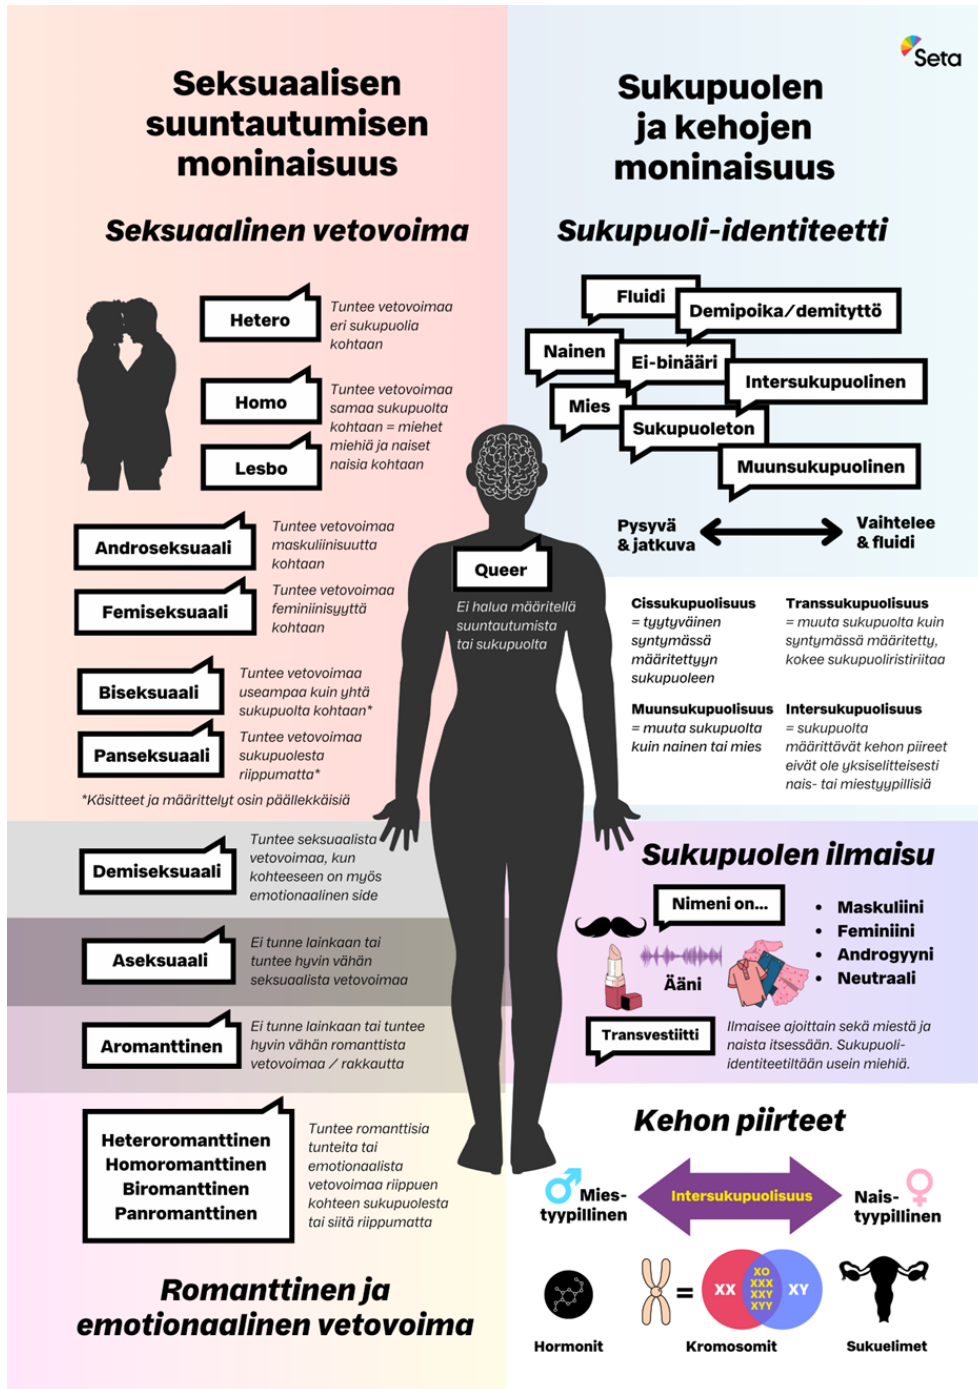 Seta
Seksuaalisen
suuntautumisen
moninaisuus
Seksuaalinen vetovoima
Hetero
Tuntee vetovoimaa
eri sukupuolia
kohtaan
Homo
Lesbo
Tuntee vetovoimaa
samaa sukupuolta
kohtaan = miehet
miehiä ja naiset
naisia kohtaan
Androseksuaali
Tuntee vetovoimaa
maskuliinisuutta
kohtaan
Femiseksuaali
Tuntee vetovoimaa
feminiinisyyttä
kohtaan
Biseksuaali
Tuntee vetovoimaa
useampaa kuin yhtä
sukupuolta kohtaan*
Panseksuaali
Tuntee vetovoimaa
sukupuolesta
riippumatta*
*Käsitteet ja määrittelyt osin päällekkäisiä
Demiseksuaali
Tuntee seksuaalista
vetovoimaa, kun
kohteeseen on myös
emotionaalinen side
Aseksuaali
Ei tunne lainkaan tai
tuntee hyvin vähän
seksuaalista vetovoimaa
Aromanttinen
Ei tunne lainkaan tai tuntee
hyvin vähän romanttista
vetovoimaa / rakkautta
Heteroromanttinen
Homoromanttinen
Biromanttinen
Panromanttinen
Tuntee romanttisia
tunteita tai
emotionaalista
vetovoimaa riippuen
kohteen sukupuolesta
tai siitä riippumatta
Romanttinen ja
emotionaalinen vetovoima
Queer
Ei halua määritellä
suuntautumista
tai sukupuolta
Sukupuolen
ja kehojen
moninaisuus
Sukupuoli-identiteetti
Fluidi
Demipoika/demityttö
Nainen
Ei-binääri
Intersukupuolinen
Mies
Sukupuoleton
Muunsukupuolinen
Pysyvä
& jatkuva
Vaihtelee
& fluidi
Cissukupuolisuus
= tyytyväinen
syntymässä
määritettyyn
sukupuoleen
Transsukupuolisuus
= muuta sukupuolta kuin
syntymässä määritetty,
kokee sukupuoliristiriitaa
Muunsukupuolisuus
= muuta sukupuolta
kuin nainen tai mies
Intersukupuolisuus
= sukupuolta
määrittävät kehon piireet
eivät ole yksiselitteisesti
nais- tai miestyypillisiä
Sukupuolen ilmaisu
Nimeni on...
Ääni
• Maskuliini
• Feminiini
• Androgyyni
• Neutraali
Transvestiitti
Ilmaisee ajoittain sekä miestä ja
naista itsessään. Sukupuoli-
identiteetiltään usein miehiä.
Kehon piirteet
Mies-
tyypillinen
Intersukupuolisuus
Nais-
tyypillinen
Hormonit
=
XX
XO
XXX
XXY
XYY
XY
Kromosomit
Sukuelimet